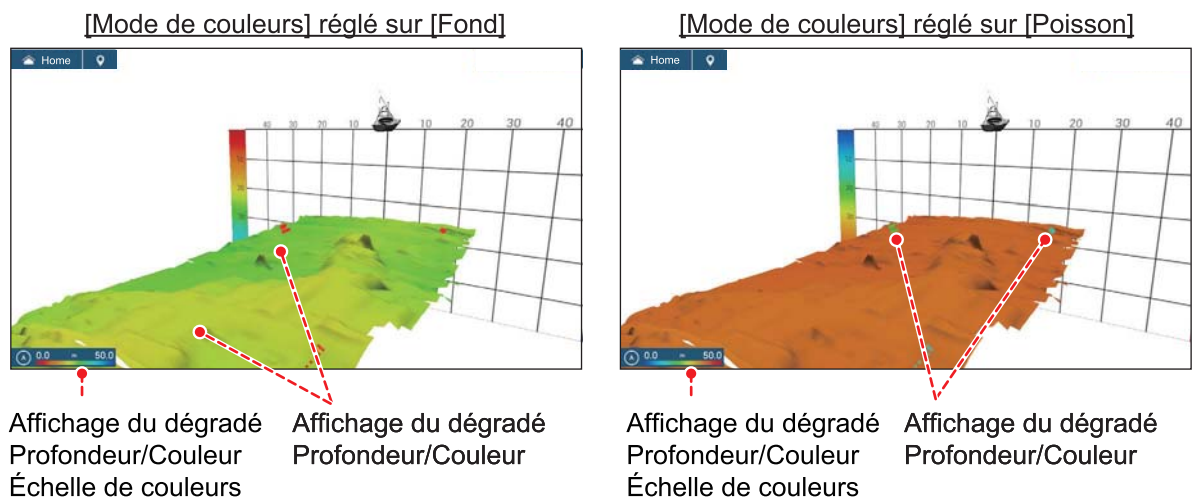 [Mode de couleurs] réglé sur [Fond]
Home
40 30 20 10 10 20 30 40
0.0 m 50.0
Affichage du dégradé
Profondeur/Couleur
Échelle de couleurs
Affichage du dégradé
Profondeur/Couleur
[Mode de couleurs] réglé sur [Poisson]
Home
40 30 20 10 10 20 30 40
0.0 m 50.0
Affichage du dégradé
Profondeur/Couleur
Échelle de couleurs
Affichage du dégradé
Profondeur/Couleur